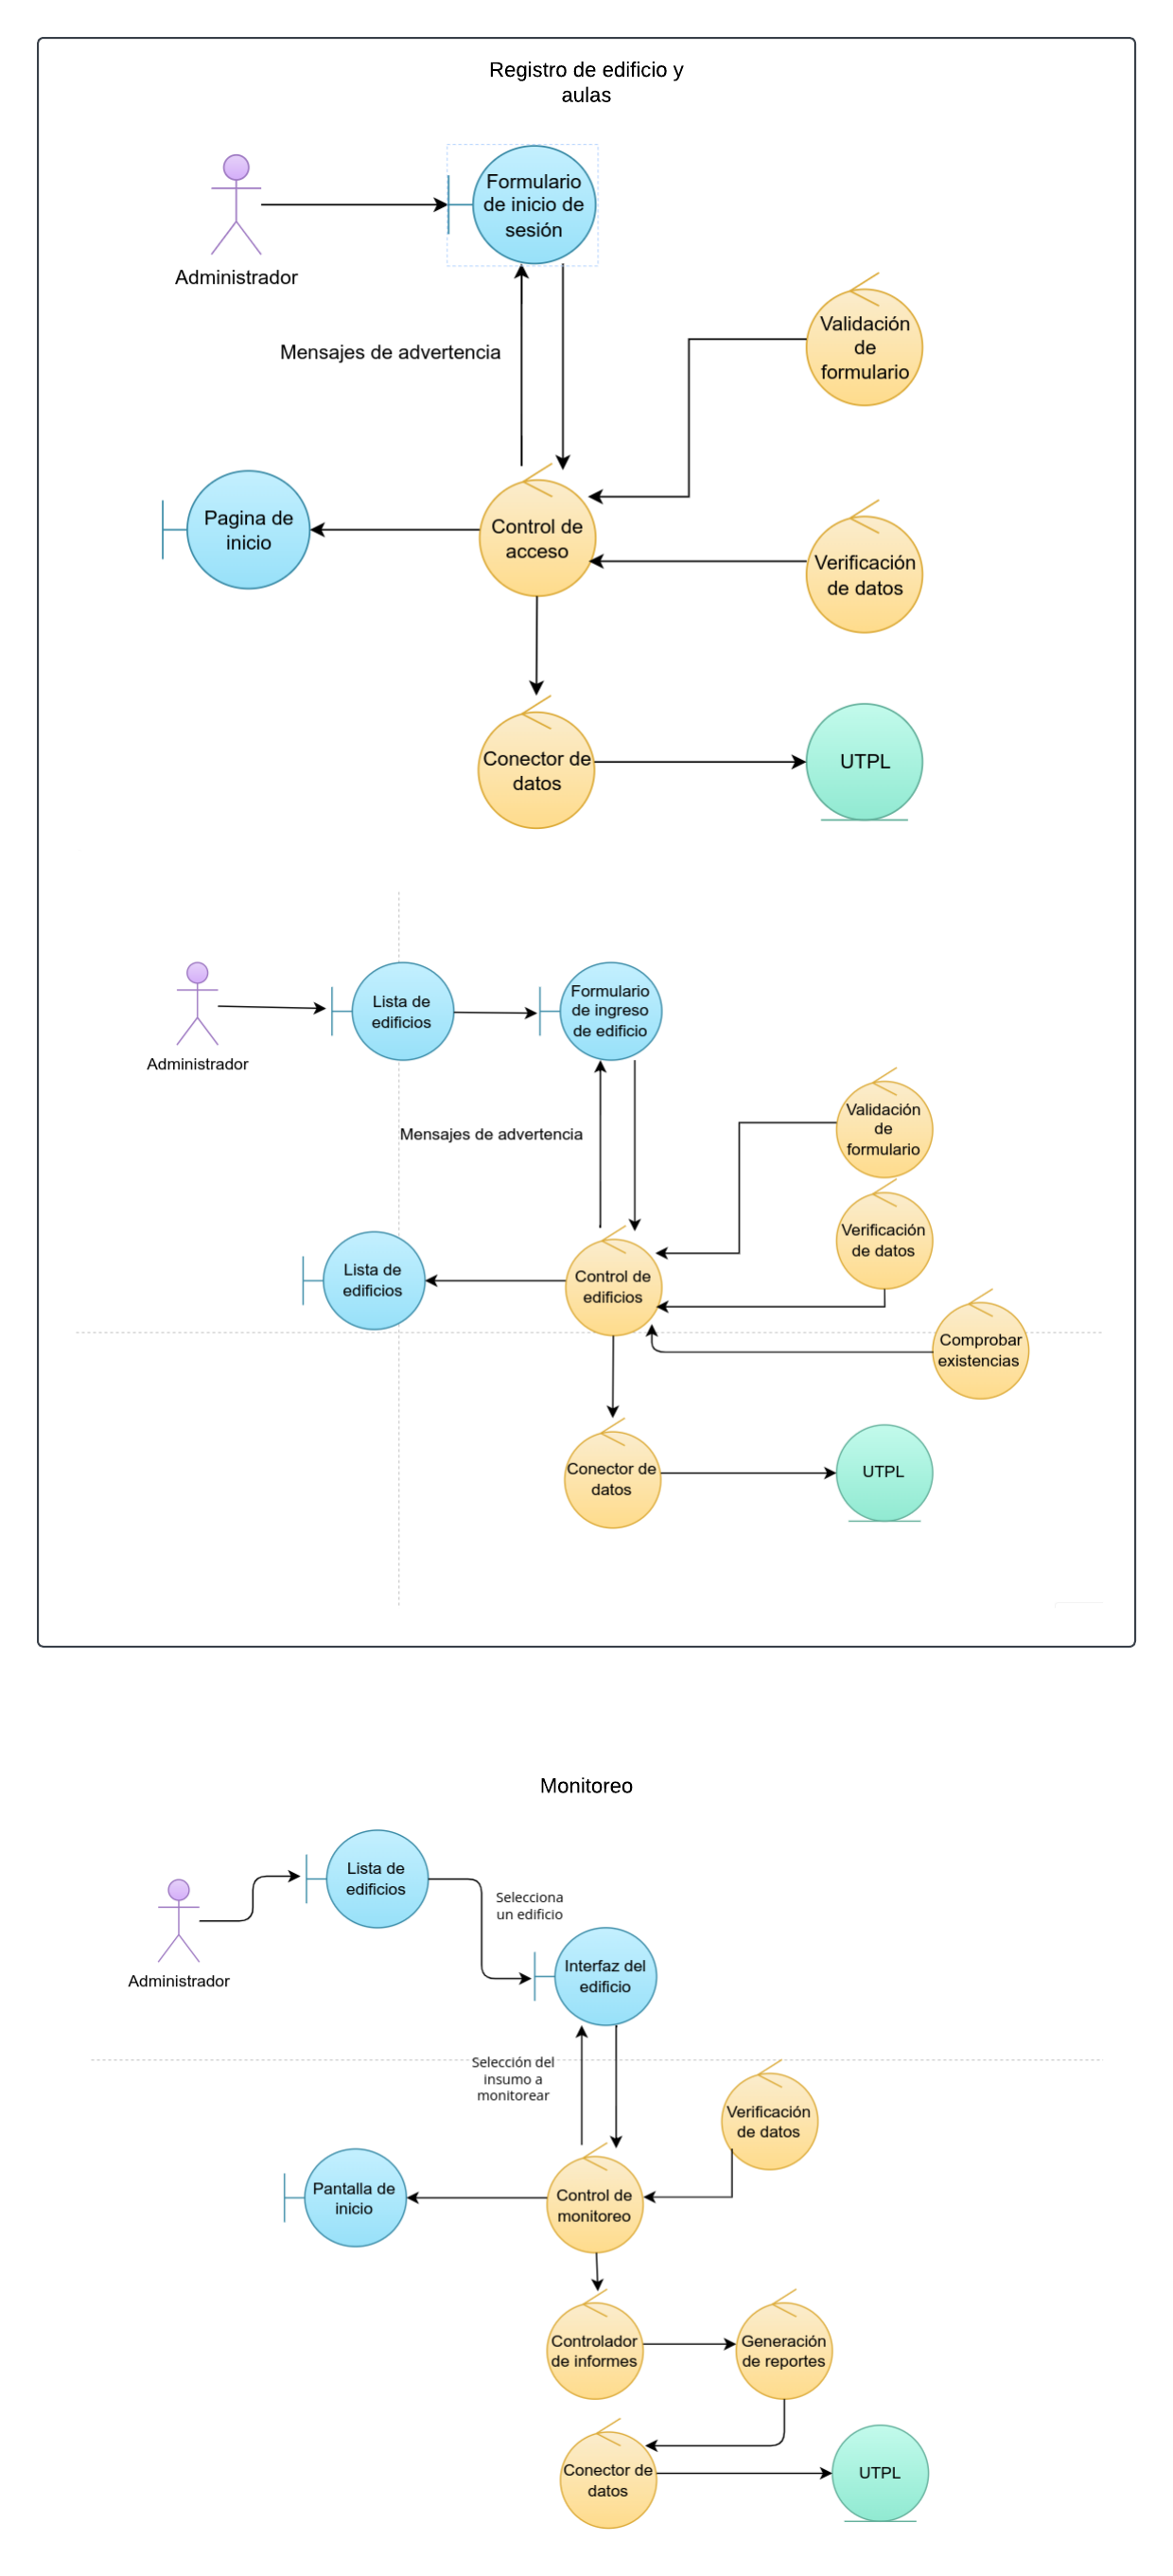 Registro de edificio y
aulas
Formulario
de inicio de
sesión
Administrador
Validación
de
formulario
Mensajes de advertencia
Pagina de
inicio
Control de
acceso
Verificación
de datos
Conector de
datos
UTPL
Lista de
edificios
Formulario
de ingreso
de edificio
Administrador
Validación
de
formulario
Mensajes de advertencia
Verificación
de datos
Lista de
edificios
Control de
edificios
Comprobar
existencias
Conector de
datos
UTPL
Monitoreo
Lista de
edificios
Selecciona
un edificio
Administrador
Interfaz del
edificio
Selección del
insumo a
monitorear
Verificación
de datos
Pantalla de
inicio
Control de
monitoreo
Controlador
de informes
Generación
de reportes
Conector de
datos
UTPL